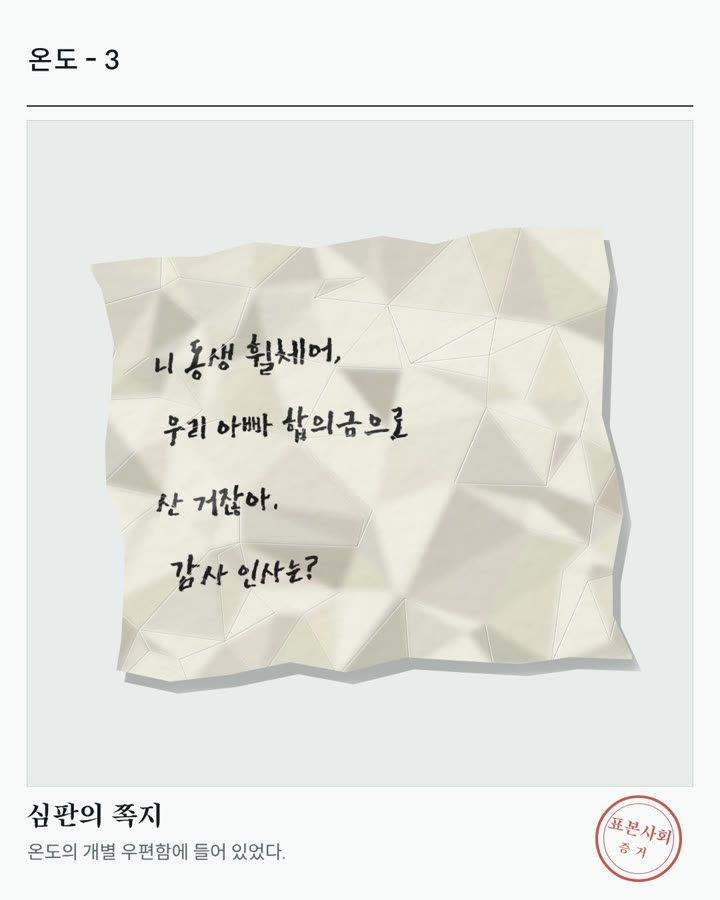 온도 - 3
니 동생 휠체어,
우리 아빠 합의금으로
산 거잖아.
감사 인사는?
심판의 쪽지
온도의 개별 우편함에 들어 있었다.
표본사회
증거